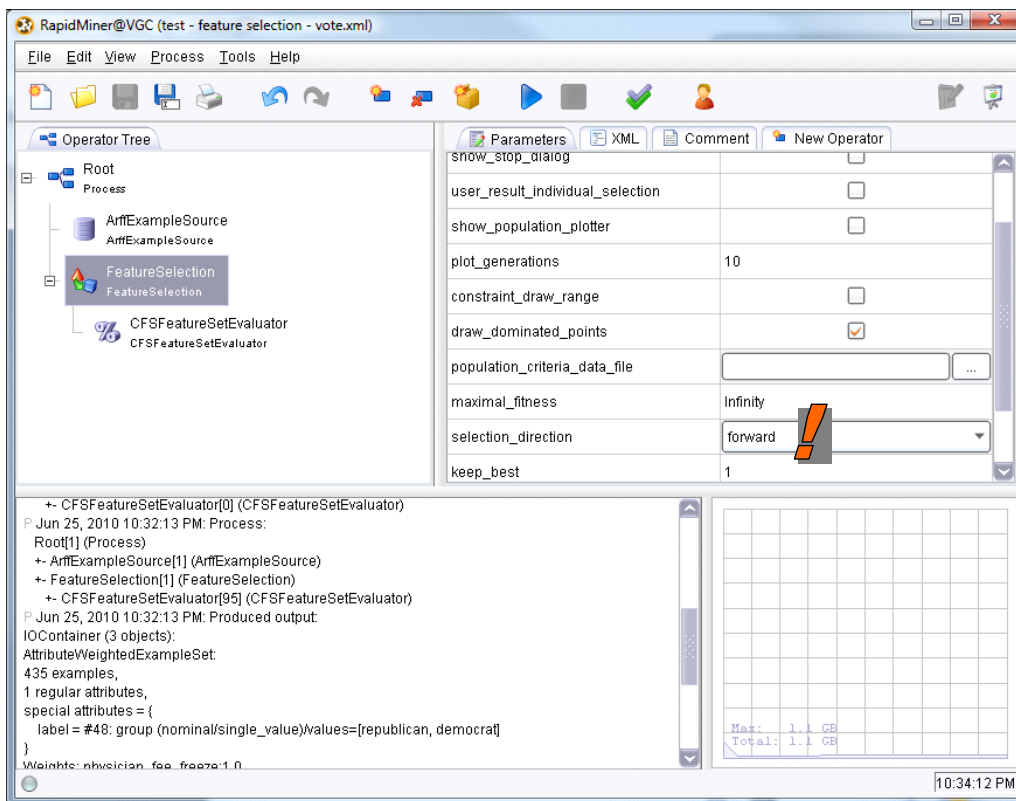 RapidMiner@VGC (test - feature selection - vote.xml)
File Edit View Process Tools Help
Operator Tree
Root
Process
ArffExampleSource
ArffExampleSource
FeatureSelection
FeatureSelection
CFSFeatureSetEvaluator
CFSFeatureSetEvaluator
Parameters XML Comment New Operator
show_stop_dialog
user_result_individual_selection
show_population_plotter
plot_generations 10
constraint_draw_range
draw_dominated_points
population_criteria_data_file ...
maximal_fitness Infinity
selection_direction forward !
keep_best 1
+- CFSFeatureSetEvaluator[0] (CFSFeatureSetEvaluator)
P Jun 25, 2010 10:32:13 PM: Process:
Root[1] (Process)
+- ArffExampleSource[1] (ArffExampleSource)
+- FeatureSelection[1] (FeatureSelection)
+- CFSFeatureSetEvaluator[95] (CFSFeatureSetEvaluator)
P Jun 25, 2010 10:32:13 PM: Produced output:
IOContainer (3 objects):
AttributeWeightedExampleSet:
435 examples,
1 regular attributes,
special attributes = {
label = #48: group (nominal/single_value)/values=[republican, democrat]
}
Weights: physician_fee_freeze:1.0
Max: 1.1 GB
Total: 1.1 GB
10:34:12 PM